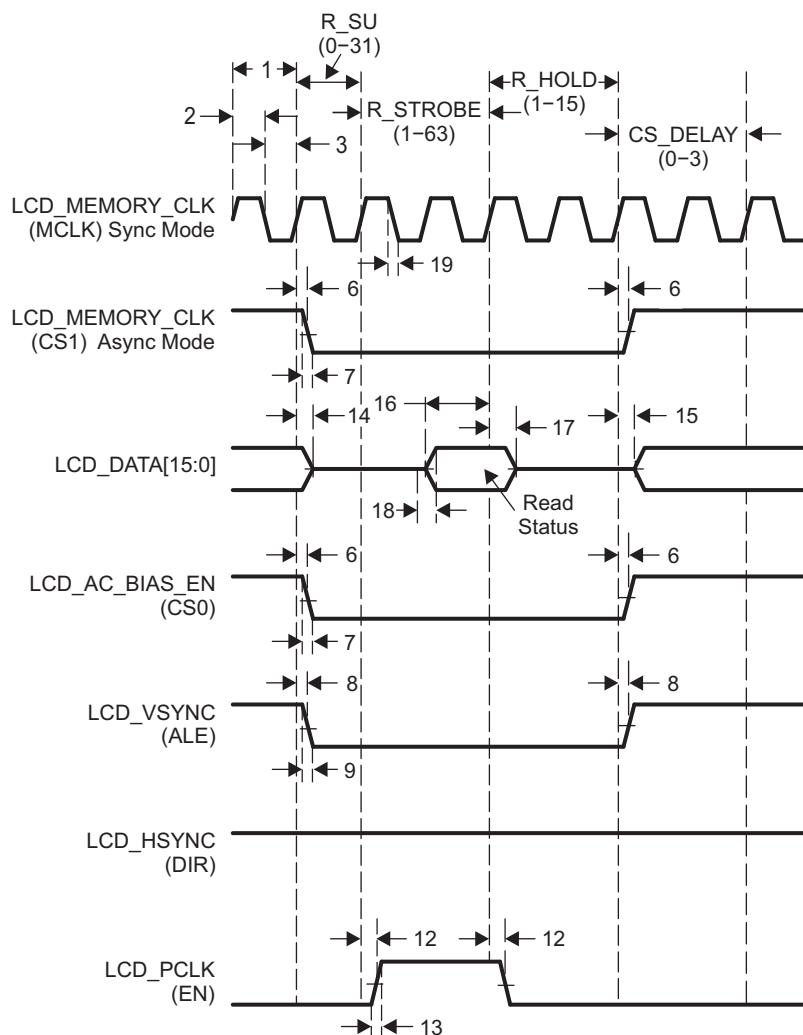 R_SU
(0−31)
1
R_HOLD
(1−15)
2
R_STROBE
(1−63)
CS_DELAY
(0−3)
3
LCD_MEMORY_CLK
(MCLK) Sync Mode
19
6
6
LCD_MEMORY_CLK
(CS1) Async Mode
7
16
14
17
15
LCD_DATA[15:0]
18
Read
Status
6
6
LCD_AC_BIAS_EN
(CS0)
7
8
8
LCD_VSYNC
(ALE)
9
LCD_HSYNC
(DIR)
12
12
LCD_PCLK
(EN)
13